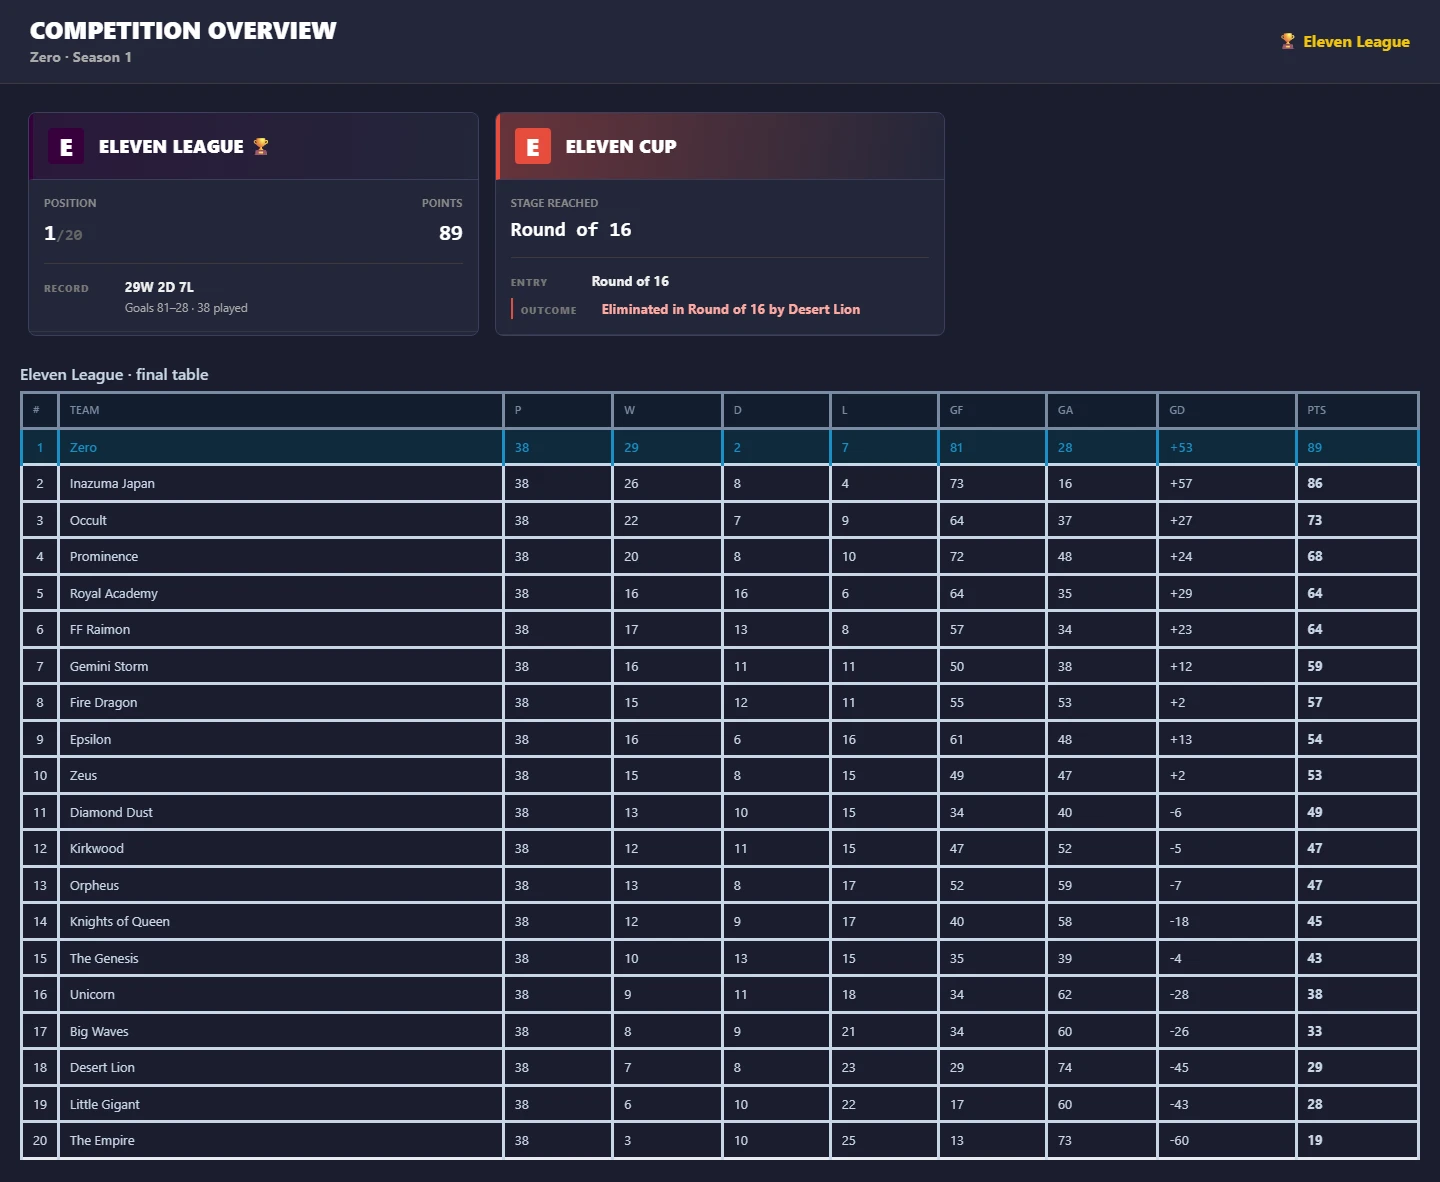 COMPETITION OVERVIEW
Zero · Season 1
🏆 Eleven League
E ELEVEN LEAGUE 🏆
POSITION POINTS
1/20 89
RECORD 29W 2D 7L
Goals 81–28 · 38 played
E ELEVEN CUP
STAGE REACHED
Round of 16
ENTRY Round of 16
OUTCOME Eliminated in Round of 16 by Desert Lion
Eleven League · final table
# TEAM P W D L GF GA GD PTS
1 Zero 38 29 2 7 81 28 +53 89
2 Inazuma Japan 38 26 8 4 73 16 +57 86
3 Occult 38 22 7 9 64 37 +27 73
4 Prominence 38 20 8 10 72 48 +24 68
5 Royal Academy 38 16 16 6 64 35 +29 64
6 FF Raimon 38 17 13 8 57 34 +23 64
7 Gemini Storm 38 16 11 11 50 38 +12 59
8 Fire Dragon 38 15 12 11 55 53 +2 57
9 Epsilon 38 16 6 16 61 48 +13 54
10 Zeus 38 15 8 15 49 47 +2 53
11 Diamond Dust 38 13 10 15 34 40 -6 49
12 Kirkwood 38 12 11 15 47 52 -5 47
13 Orpheus 38 13 8 17 52 59 -7 47
14 Knights of Queen 38 12 9 17 40 58 -18 45
15 The Genesis 38 10 13 15 35 39 -4 43
16 Unicorn 38 9 11 18 34 62 -28 38
17 Big Waves 38 8 9 21 34 60 -26 33
18 Desert Lion 38 7 8 23 29 74 -45 29
19 Little Gigant 38 6 10 22 17 60 -43 28
20 The Empire 38 3 10 25 13 73 -60 19